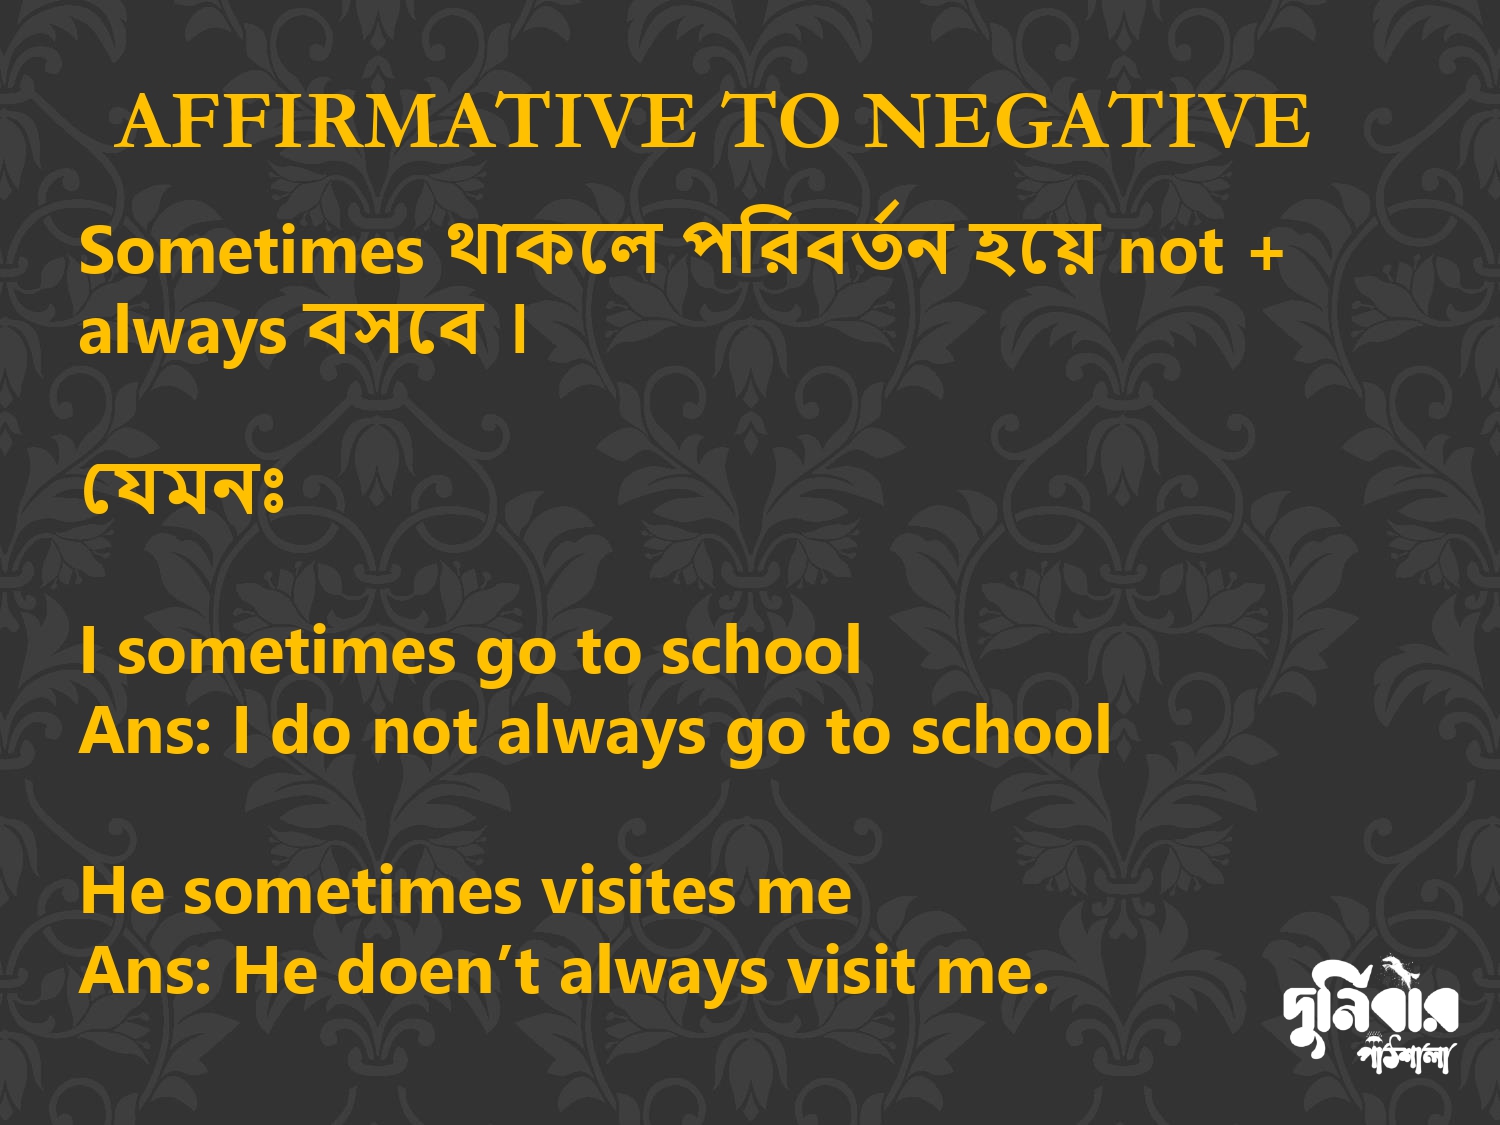 AFFIRMATIVE TO NEGATIVE
Sometimes থাকলে পরিবর্তন হয়ে not +
always বসবে ।
যেমনঃ
I sometimes go to school
Ans: I do not always go to school
He sometimes visites me
Ans: He doen’t always visit me.
দুর্নিবার
পাঠশালা